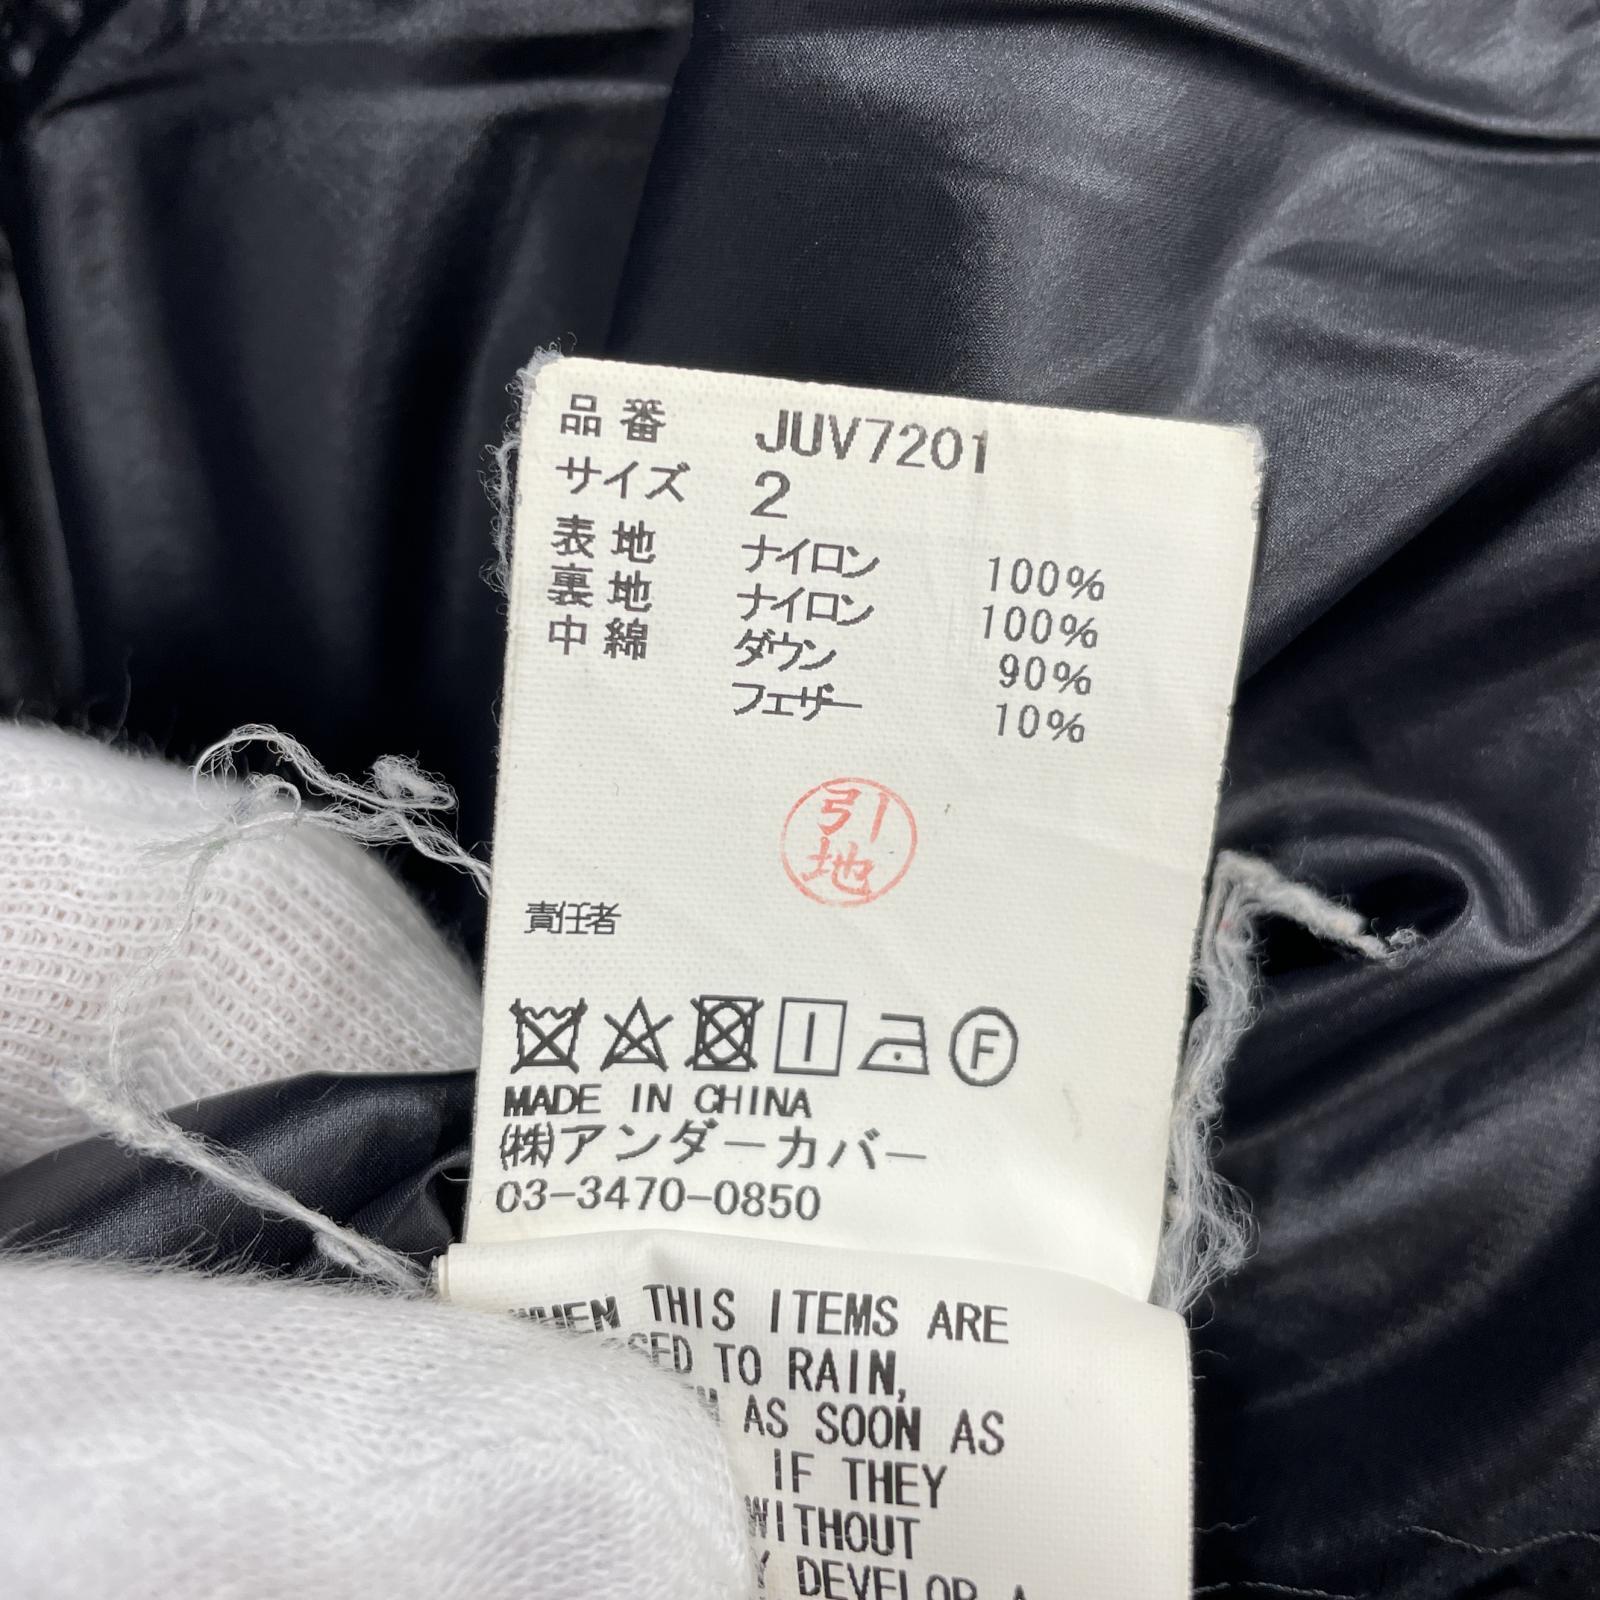 品番 JUV7201
サイズ 2
表地 ナイロン 100%
裏地 ナイロン 100%
中綿 ダウン 90%
フェザー 10%
引地
責任者
F
MADE IN CHINA
(株)アンダーカバー
03-3470-0850
WHEN THIS ITEMS ARE
TO RAIN,
AS SOON AS
IF THEY
WITHOUT
DEVELOP A